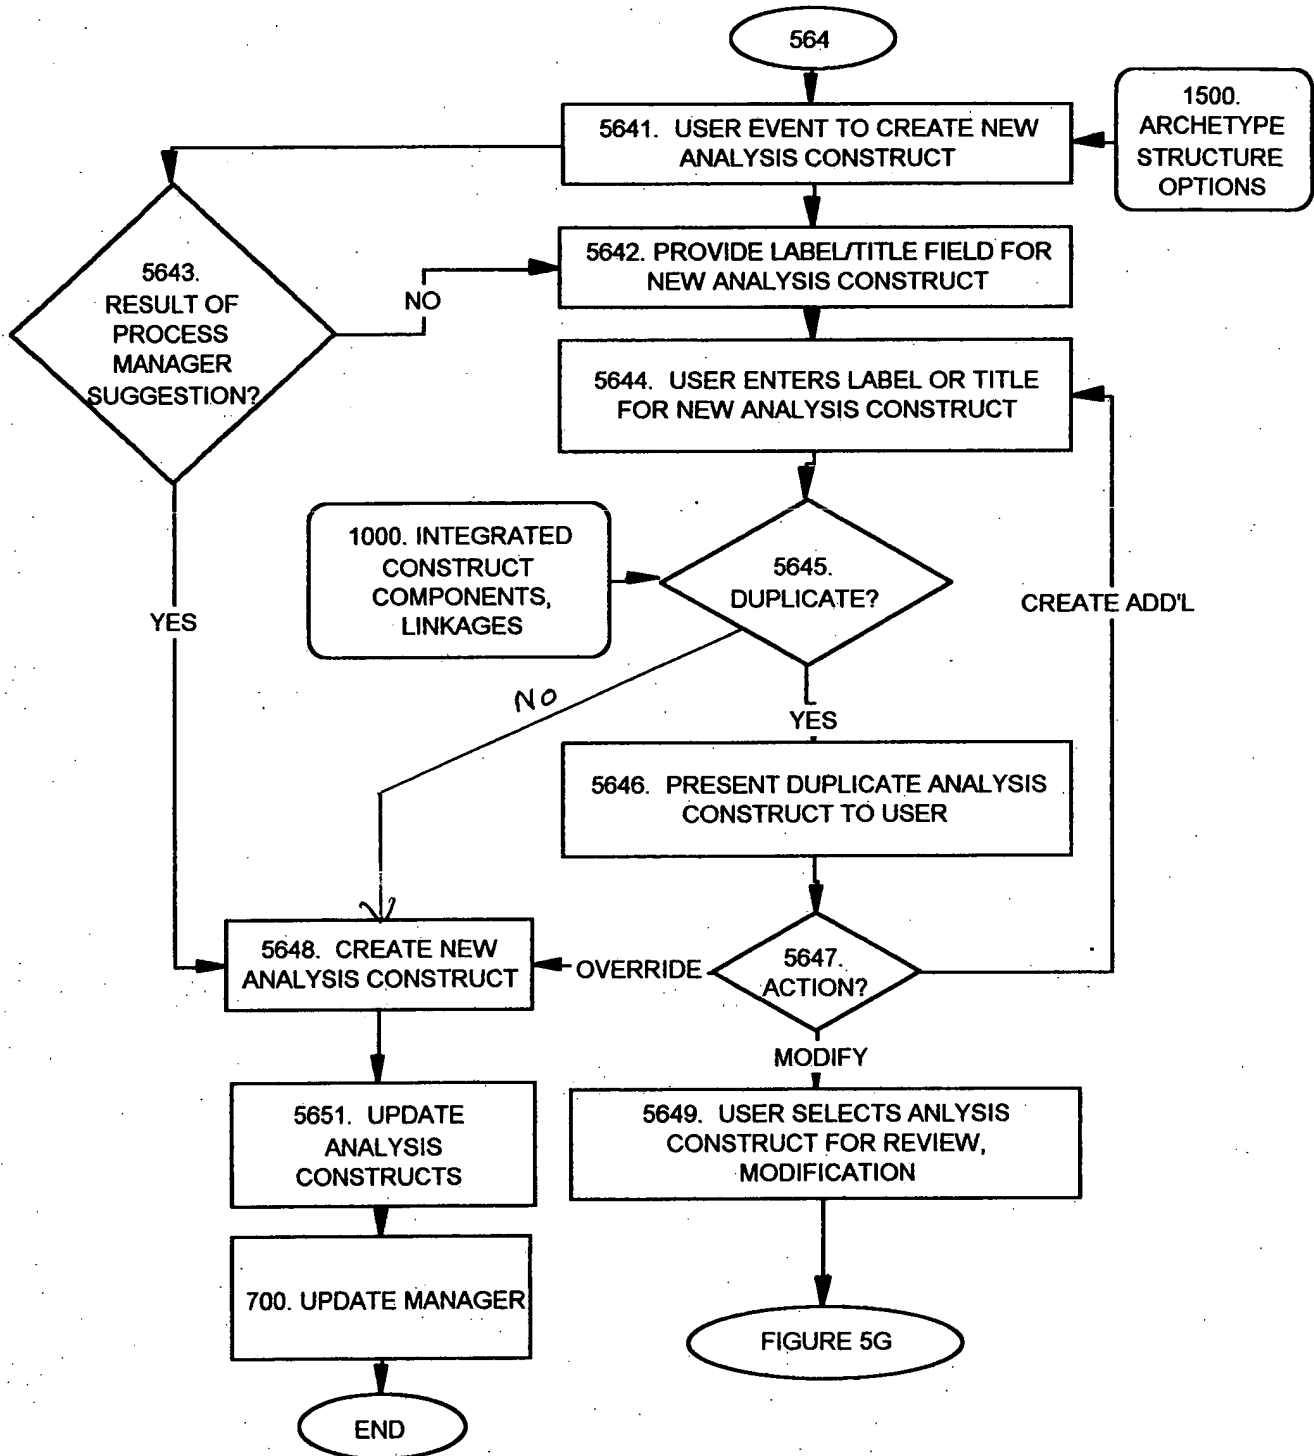 564
5641. USER EVENT TO CREATE NEW
ANALYSIS CONSTRUCT
1500.
ARCHETYPE
STRUCTURE
OPTIONS
5642. PROVIDE LABEL/TITLE FIELD FOR
NEW ANALYSIS CONSTRUCT
5643.
RESULT OF
PROCESS
MANAGER
SUGGESTION?
NO
5644. USER ENTERS LABEL OR TITLE
FOR NEW ANALYSIS CONSTRUCT
1000. INTEGRATED
CONSTRUCT
COMPONENTS,
LINKAGES
5645.
DUPLICATE?
CREATE ADD'L
YES
NO
YES
5646. PRESENT DUPLICATE ANALYSIS
CONSTRUCT TO USER
5648. CREATE NEW
ANALYSIS CONSTRUCT
OVERRIDE
5647.
ACTION?
MODIFY
5651. UPDATE
ANALYSIS
CONSTRUCTS
5649. USER SELECTS ANLYSIS
CONSTRUCT FOR REVIEW,
MODIFICATION
700. UPDATE MANAGER
FIGURE 5G
END